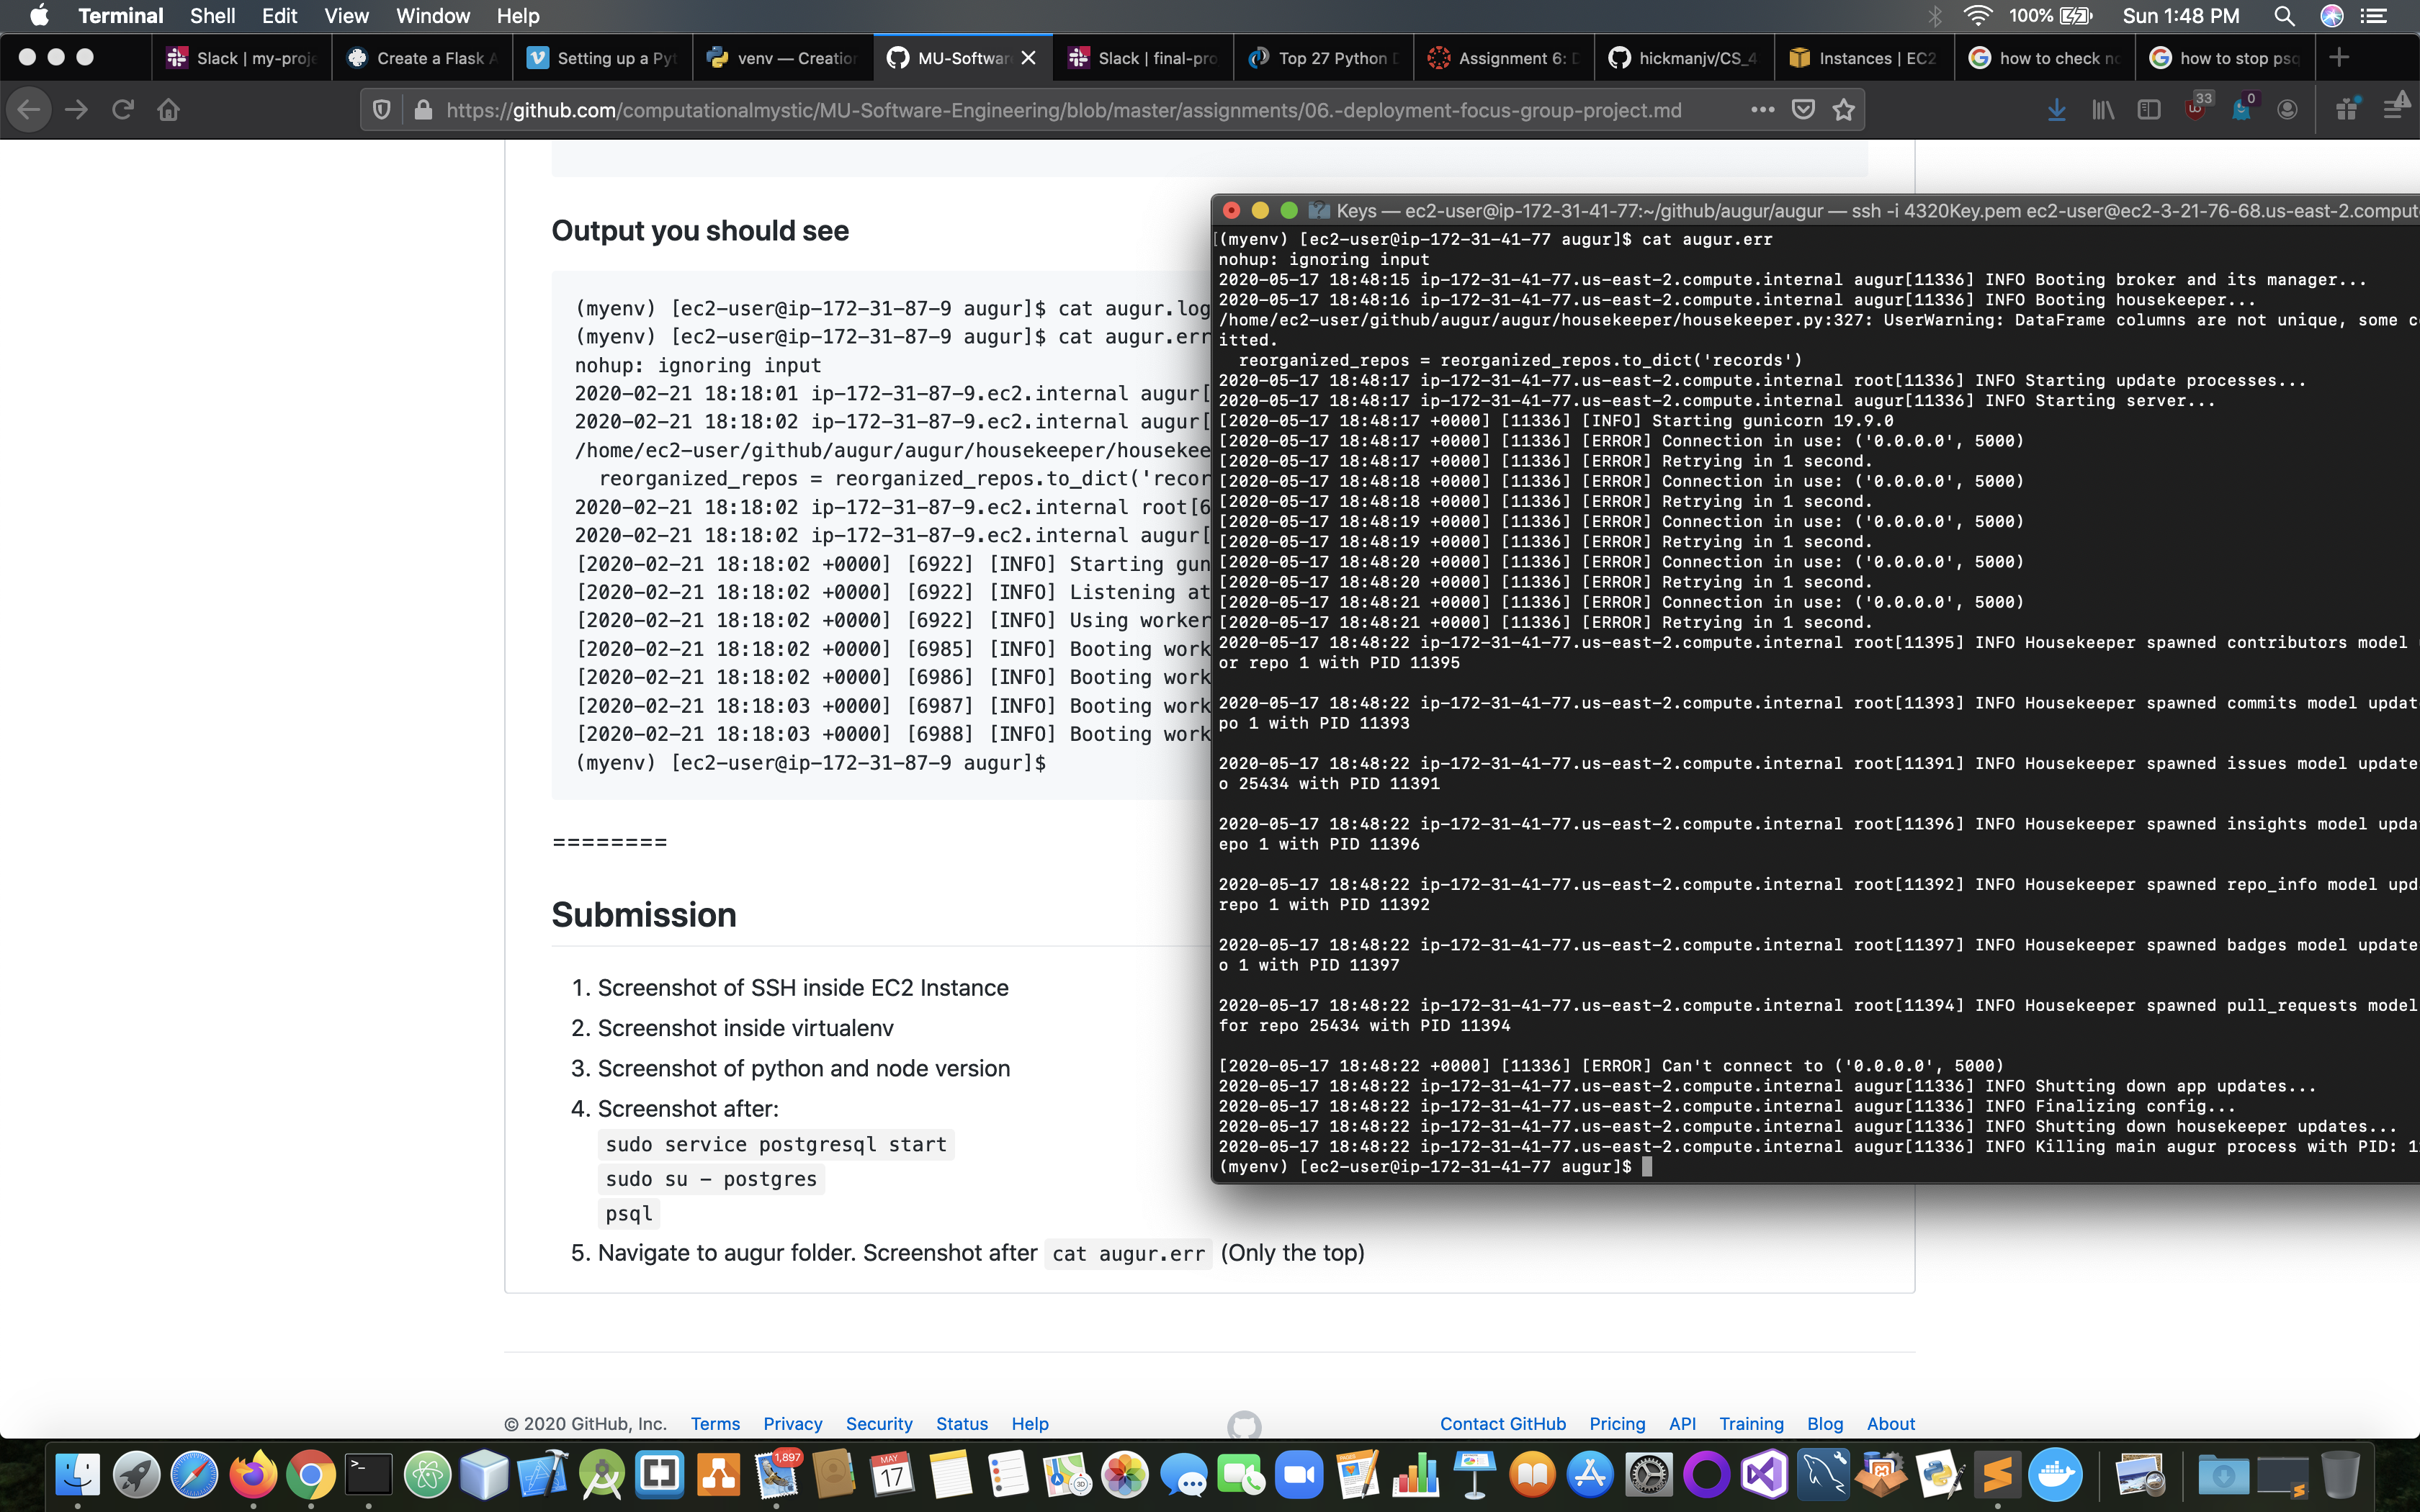 Terminal Shell Edit View Window Help
100% Sun 1:48 PM
Slack | my-proje
Create a Flask A
Setting up a Pyt
venv — Creation
MU-Softwar
Slack | final-pro
Top 27 Python D
Assignment 6: D
hickmanjv/CS_4
Instances | EC2
how to check no
how to stop psq
https://github.com/computationalmystic/MU-Software-Engineering/blob/master/assignments/06.-deployment-focus-group-project.md
33
0
Output you should see
(myenv) [ec2-user@ip-172-31-87-9 augur]$ cat augur.log
(myenv) [ec2-user@ip-172-31-87-9 augur]$ cat augur.err
nohup: ignoring input
2020-02-21 18:18:01 ip-172-31-87-9.ec2.internal augur[
2020-02-21 18:18:02 ip-172-31-87-9.ec2.internal augur[
/home/ec2-user/github/augur/augur/housekeeper/housekee
reorganized_repos = reorganized_repos.to_dict('recor
2020-02-21 18:18:02 ip-172-31-87-9.ec2.internal root[6
2020-02-21 18:18:02 ip-172-31-87-9.ec2.internal augur[
[2020-02-21 18:18:02 +0000] [6922] [INFO] Starting gun
[2020-02-21 18:18:02 +0000] [6922] [INFO] Listening at
[2020-02-21 18:18:02 +0000] [6922] [INFO] Using worker
[2020-02-21 18:18:02 +0000] [6985] [INFO] Booting work
[2020-02-21 18:18:02 +0000] [6986] [INFO] Booting work
[2020-02-21 18:18:03 +0000] [6987] [INFO] Booting work
[2020-02-21 18:18:03 +0000] [6988] [INFO] Booting work
(myenv) [ec2-user@ip-172-31-87-9 augur]$
========
Submission
1. Screenshot of SSH inside EC2 Instance
2. Screenshot inside virtualenv
3. Screenshot of python and node version
4. Screenshot after:
sudo service postgresql start
sudo su - postgres
psql
5. Navigate to augur folder. Screenshot after cat augur.err (Only the top)
© 2020 GitHub, Inc. Terms Privacy Security Status Help
Contact GitHub Pricing API Training Blog About
Keys — ec2-user@ip-172-31-41-77:~/github/augur/augur — ssh -i 4320Key.pem ec2-user@ec2-3-21-76-68.us-east-2.comput
[(myenv) [ec2-user@ip-172-31-41-77 augur]$ cat augur.err
nohup: ignoring input
2020-05-17 18:48:15 ip-172-31-41-77.us-east-2.compute.internal augur[11336] INFO Booting broker and its manager...
2020-05-17 18:48:16 ip-172-31-41-77.us-east-2.compute.internal augur[11336] INFO Booting housekeeper...
/home/ec2-user/github/augur/augur/housekeeper/housekeeper.py:327: UserWarning: DataFrame columns are not unique, some c
itted.
reorganized_repos = reorganized_repos.to_dict('records')
2020-05-17 18:48:17 ip-172-31-41-77.us-east-2.compute.internal root[11336] INFO Starting update processes...
2020-05-17 18:48:17 ip-172-31-41-77.us-east-2.compute.internal augur[11336] INFO Starting server...
[2020-05-17 18:48:17 +0000] [11336] [INFO] Starting gunicorn 19.9.0
[2020-05-17 18:48:17 +0000] [11336] [ERROR] Connection in use: ('0.0.0.0', 5000)
[2020-05-17 18:48:17 +0000] [11336] [ERROR] Retrying in 1 second.
[2020-05-17 18:48:18 +0000] [11336] [ERROR] Connection in use: ('0.0.0.0', 5000)
[2020-05-17 18:48:18 +0000] [11336] [ERROR] Retrying in 1 second.
[2020-05-17 18:48:19 +0000] [11336] [ERROR] Connection in use: ('0.0.0.0', 5000)
[2020-05-17 18:48:19 +0000] [11336] [ERROR] Retrying in 1 second.
[2020-05-17 18:48:20 +0000] [11336] [ERROR] Connection in use: ('0.0.0.0', 5000)
[2020-05-17 18:48:20 +0000] [11336] [ERROR] Retrying in 1 second.
[2020-05-17 18:48:21 +0000] [11336] [ERROR] Connection in use: ('0.0.0.0', 5000)
[2020-05-17 18:48:21 +0000] [11336] [ERROR] Retrying in 1 second.
2020-05-17 18:48:22 ip-172-31-41-77.us-east-2.compute.internal root[11395] INFO Housekeeper spawned contributors model
or repo 1 with PID 11395
2020-05-17 18:48:22 ip-172-31-41-77.us-east-2.compute.internal root[11393] INFO Housekeeper spawned commits model updat
po 1 with PID 11393
2020-05-17 18:48:22 ip-172-31-41-77.us-east-2.compute.internal root[11391] INFO Housekeeper spawned issues model update
o 25434 with PID 11391
2020-05-17 18:48:22 ip-172-31-41-77.us-east-2.compute.internal root[11396] INFO Housekeeper spawned insights model upda
epo 1 with PID 11396
2020-05-17 18:48:22 ip-172-31-41-77.us-east-2.compute.internal root[11392] INFO Housekeeper spawned repo_info model upd
repo 1 with PID 11392
2020-05-17 18:48:22 ip-172-31-41-77.us-east-2.compute.internal root[11397] INFO Housekeeper spawned badges model update
o 1 with PID 11397
2020-05-17 18:48:22 ip-172-31-41-77.us-east-2.compute.internal root[11394] INFO Housekeeper spawned pull_requests model
for repo 25434 with PID 11394
[2020-05-17 18:48:22 +0000] [11336] [ERROR] Can't connect to ('0.0.0.0', 5000)
2020-05-17 18:48:22 ip-172-31-41-77.us-east-2.compute.internal augur[11336] INFO Shutting down app updates...
2020-05-17 18:48:22 ip-172-31-41-77.us-east-2.compute.internal augur[11336] INFO Finalizing config...
2020-05-17 18:48:22 ip-172-31-41-77.us-east-2.compute.internal augur[11336] INFO Shutting down housekeeper updates...
2020-05-17 18:48:22 ip-172-31-41-77.us-east-2.compute.internal augur[11336] INFO Killing main augur process with PID: 1
(myenv) [ec2-user@ip-172-31-41-77 augur]$
1,897
MAY
17